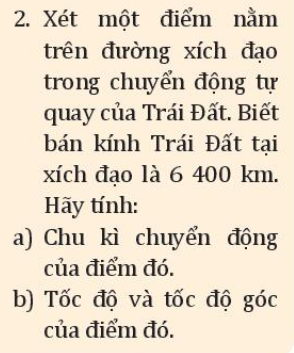 2. Xét một điểm nằm
trên đường xích đạo
trong chuyển động tự
quay của Trái Đất. Biết
bán kính Trái Đất tại
xích đạo là 6 400 km.
Hãy tính:
a) Chu kì chuyển động
của điểm đó.
b) Tốc độ và tốc độ góc
của điểm đó.